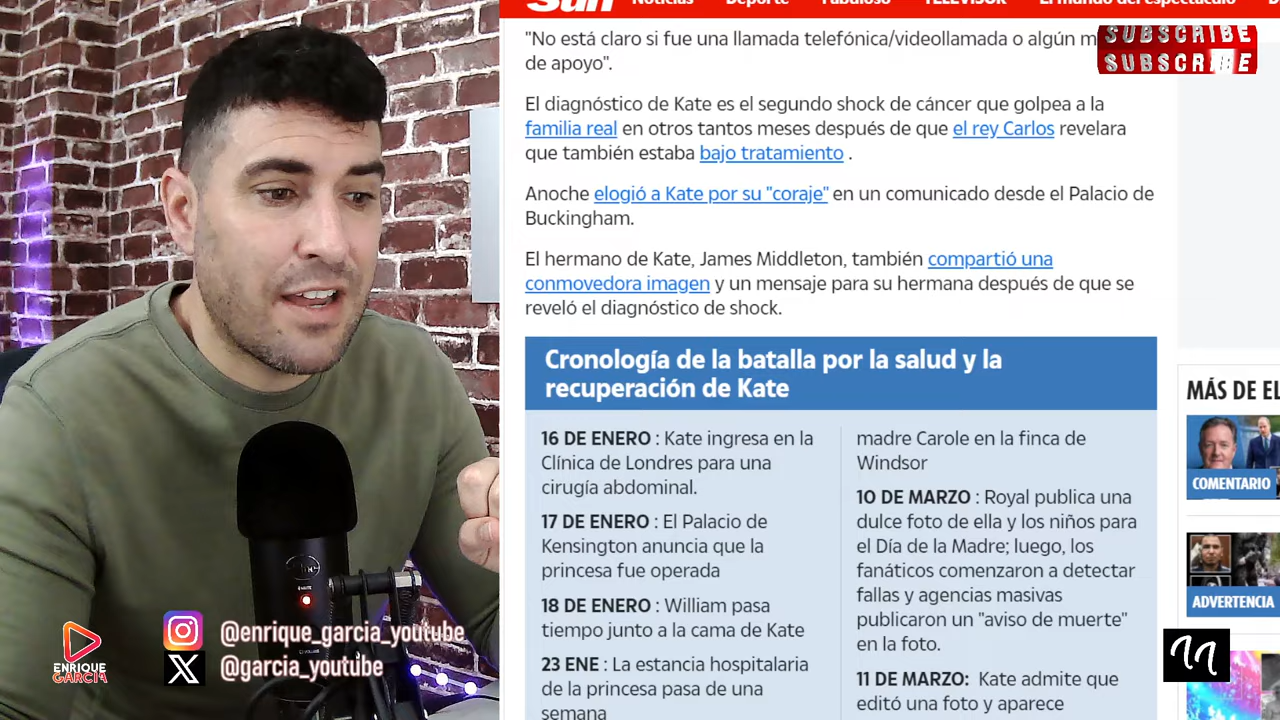 Sun Noticias Deporte Fabuloso TELEVISOR El mundo del espectáculo
"No está claro si fue una llamada telefónica/videollamada o algún
de apoyo".
SUBSCRIBE
SUBSCRIBE
El diagnóstico de Kate es el segundo shock de cáncer que golpea a la
familia real en otros tantos meses después de que el rey Carlos revelara
que también estaba bajo tratamiento .
Anoche elogió a Kate por su "coraje" en un comunicado desde el Palacio de
Buckingham.
El hermano de Kate, James Middleton, también compartió una
conmovedora imagen y un mensaje para su hermana después de que se
reveló el diagnóstico de shock.
Cronología de la batalla por la salud y la
recuperación de Kate
16 DE ENERO : Kate ingresa en la
Clínica de Londres para una
cirugía abdominal.
17 DE ENERO : El Palacio de
Kensington anuncia que la
princesa fue operada
18 DE ENERO : William pasa
tiempo junto a la cama de Kate
23 ENE : La estancia hospitalaria
de la princesa pasa de una
semana
madre Carole en la finca de
Windsor
10 DE MARZO : Royal publica una
dulce foto de ella y los niños para
el Día de la Madre; luego, los
fanáticos comenzaron a detectar
fallas y agencias masivas
publicaron un "aviso de muerte"
en la foto.
11 DE MARZO: Kate admite que
editó una foto y aparece
MÁS DE EL
COMENTARIO
ADVERTENCIA
ENRIQUE
GARCIA
@enrique_garcia_youtube
@garcia_youtube